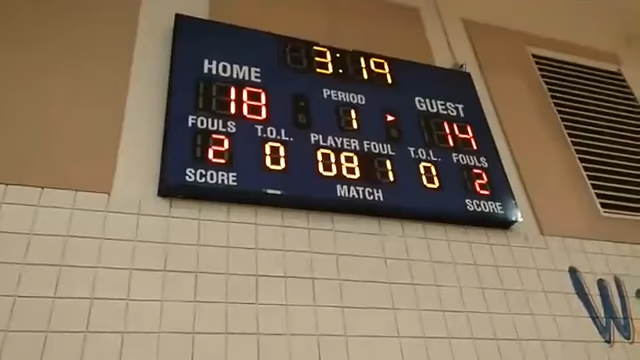 3:19
HOME PERIOD GUEST
18 1 14
FOULS T.O.L. PLAYER FOUL T.O.L. FOULS
2 0 08 1 0 2
SCORE MATCH SCORE
W